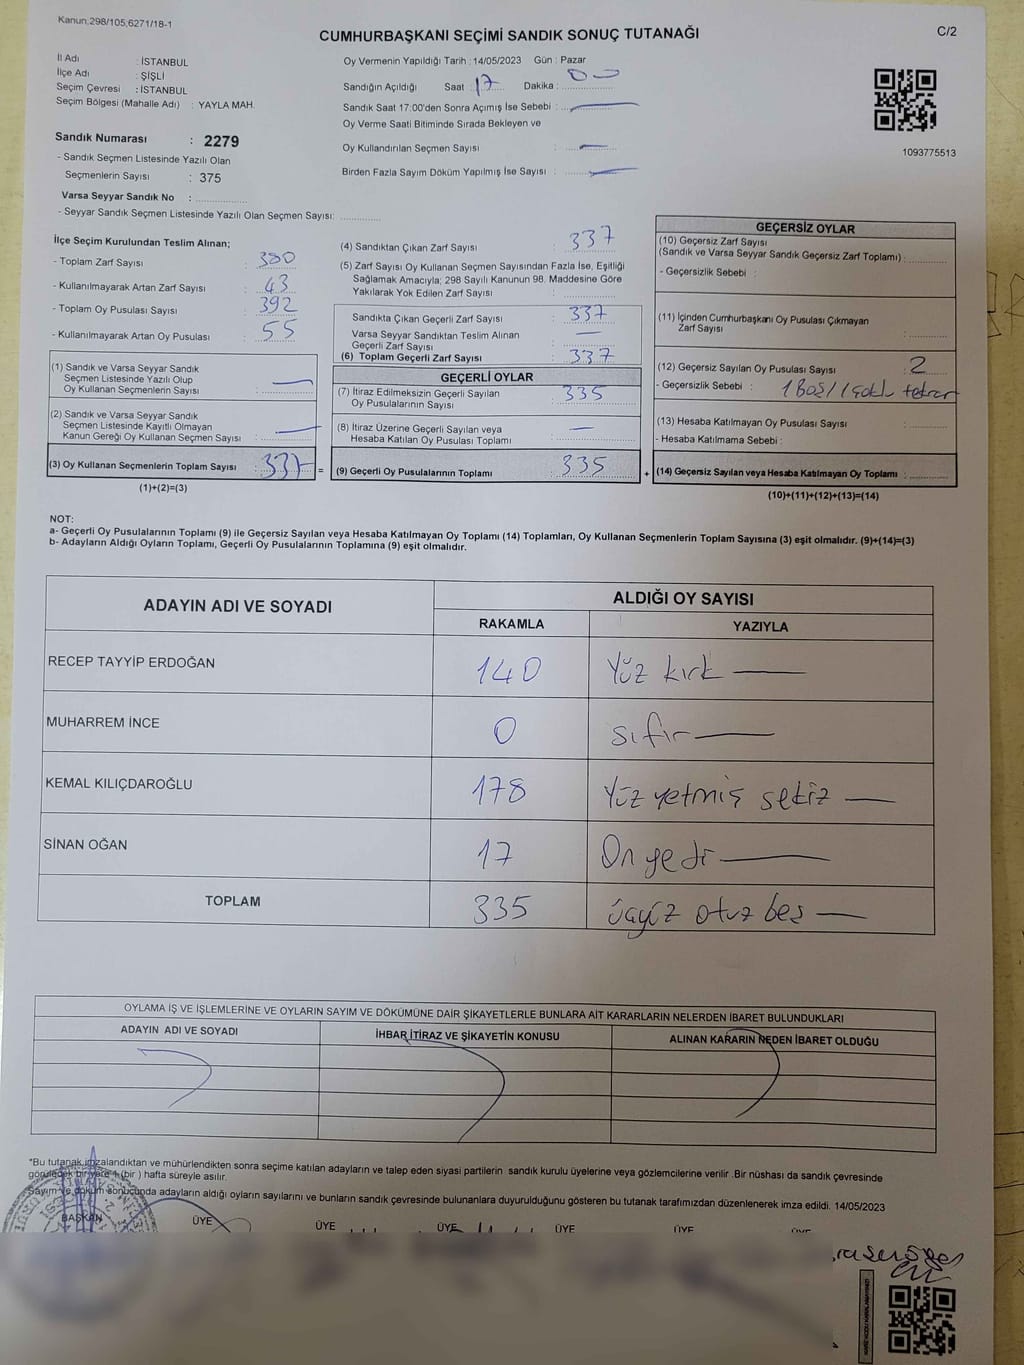 Kanun;298/105;6271/18-1
C/2
CUMHURBAŞKANI SEÇİMİ SANDIK SONUÇ TUTANAĞI
İl Adı : İSTANBUL
İlçe Adı : ŞİŞLİ
Seçim Çevresi : İSTANBUL
Seçim Bölgesi (Mahalle Adı) : YAYLA MAH.
Oy Vermenin Yapıldığı Tarih : 14/05/2023 Gün : Pazar
Sandığın Açıldığı Saat : 17 Dakika : 00
Sandık Saat 17:00'den Sonra Açımış İse Sebebi :
Oy Verme Saati Bitiminde Sırada Bekleyen ve
Oy Kullandırılan Seçmen Sayısı :
Birden Fazla Sayım Döküm Yapılmış İse Sayısı :
1093775513
Sandık Numarası : 2279
- Sandık Seçmen Listesinde Yazılı Olan
Seçmenlerin Sayısı : 375
Varsa Seyyar Sandık No :
- Seyyar Sandık Seçmen Listesinde Yazılı Olan Seçmen Sayısı:
İlçe Seçim Kurulundan Teslim Alınan;
- Toplam Zarf Sayısı : 380
- Kullanılmayarak Artan Zarf Sayısı : 43
- Toplam Oy Pusulası Sayısı : 392
- Kullanılmayarak Artan Oy Pusulası : 55
(1) Sandık ve Varsa Seyyar Sandık
Seçmen Listesinde Yazılı Olup
Oy Kullanan Seçmenlerin Sayısı :
(2) Sandık ve Varsa Seyyar Sandık
Seçmen Listesinde Kayıtlı Olmayan
Kanun Gereği Oy Kullanan Seçmen Sayısı :
(3) Oy Kullanan Seçmenlerin Toplam Sayısı : 337 =
(1)+(2)=(3)
(4) Sandıktan Çıkan Zarf Sayısı : 337
(5) Zarf Sayısı Oy Kullanan Seçmen Sayısından Fazla İse, Eşitliği
Sağlamak Amacıyla; 298 Sayılı Kanunun 98. Maddesine Göre
Yakılarak Yok Edilen Zarf Sayısı :
Sandıkta Çıkan Geçerli Zarf Sayısı : 337
Varsa Seyyar Sandıktan Teslim Alınan
Geçerli Zarf Sayısı :
(6) Toplam Geçerli Zarf Sayısı : 337
GEÇERLİ OYLAR
(7) İtiraz Edilmeksizin Geçerli Sayılan
Oy Pusulalarının Sayısı : 335
(8) İtiraz Üzerine Geçerli Sayılan veya
Hesaba Katılan Oy Pusulası Toplamı :
(9) Geçerli Oy Pusulalarının Toplamı : 335 +
GEÇERSİZ OYLAR
(10) Geçersiz Zarf Sayısı
(Sandık ve Varsa Seyyar Sandık Geçersiz Zarf Toplamı) :
- Geçersizlik Sebebi :
(11) İçinden Cumhurbaşkanı Oy Pusulası Çıkmayan
Zarf Sayısı :
(12) Geçersiz Sayılan Oy Pusulası Sayısı : 2
- Geçersizlik Sebebi : 1 Boş / 1 çoklu
(13) Hesaba Katılmayan Oy Pusulası Sayısı :
- Hesaba Katılmama Sebebi :
(14) Geçersiz Sayılan veya Hesaba Katılmayan Oy Toplamı :
(10)+(11)+(12)+(13)=(14)
NOT:
a- Geçerli Oy Pusulalarının Toplamı (9) ile Geçersiz Sayılan veya Hesaba Katılmayan Oy Toplamı (14) Toplamları, Oy Kullanan Seçmenlerin Toplam Sayısına (3) eşit olmalıdır. (9)+(14)=(3)
b- Adayların Aldığı Oyların Toplamı, Geçerli Oy Pusulalarının Toplamına (9) eşit olmalıdır.
ADAYIN ADI VE SOYADI ALDIĞI OY SAYISI
RAKAMLA YAZIYLA
RECEP TAYYİP ERDOĞAN 140 Yüz kırk
MUHARREM İNCE 0 sıfır
KEMAL KILIÇDAROĞLU 178 Yüz yetmiş sekiz
SİNAN OĞAN 17 On yedi
TOPLAM 335 üçyüz otuz beş
OYLAMA İŞ VE İŞLEMLERİNE VE OYLARIN SAYIM VE DÖKÜMÜNE DAİR ŞİKAYETLERLE BUNLARA AİT KARARLARIN NELERDEN İBARET BULUNDUKLARI
ADAYIN ADI VE SOYADI İHBAR,İTİRAZ VE ŞİKAYETİN KONUSU ALINAN KARARIN NEDEN İBARET OLDUĞU
*Bu tutanak imzalandıktan ve mühürlendikten sonra seçime katılan adayların ve talep eden siyasi partilerin sandık kurulu üyelerine veya gözlemcilerine verilir .Bir nüshası da sandık çevresinde
görülecek bir yere 1 (bir ) hafta süreyle asılır.
Sayım ve döküm sonucunda adayların aldığı oyların sayılarını ve bunların sandık çevresinde bulunanlara duyurulduğunu gösteren bu tutanak tarafımızdan düzenlenerek imza edildi. 14/05/2023
BAŞKAN ÜYE ÜYE ÜYE ÜYE ÜYE ÜYE